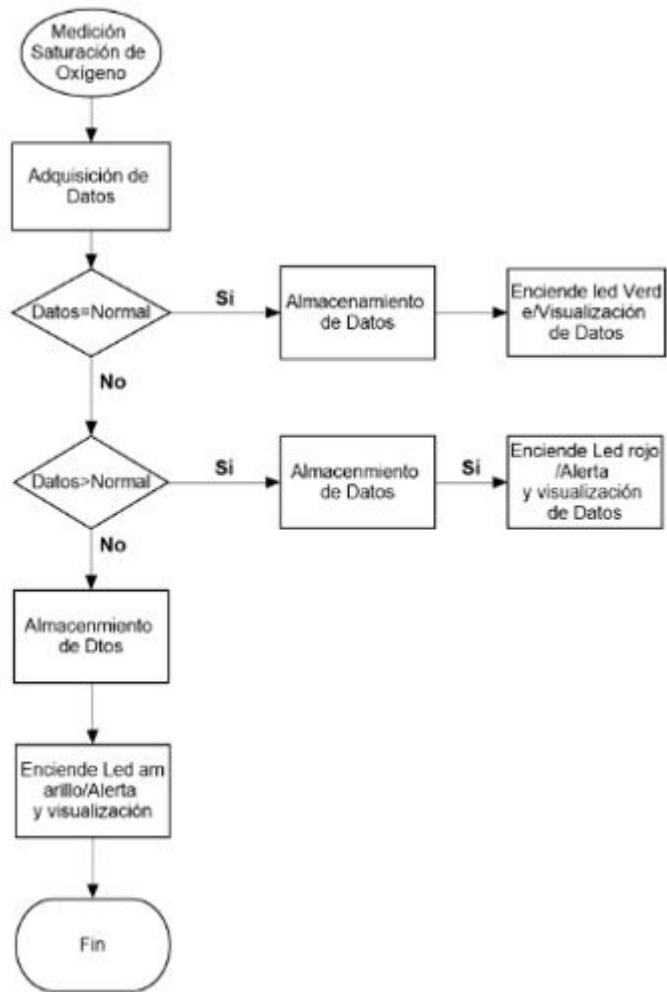 Medición
Saturación de
Oxígeno
Adquisición de
Datos
Datos=Normal
Si
Almacenamiento
de Datos
Enciende led Verd
e/Visualización
de Datos
No
Datos>Normal
Si
Almacenmiento
de Datos
Si
Enciende Led rojo
/Alerta
y visualización
de Datos
No
Almacenmiento
de Dtos
Enciende Led am
arillo/Alerta
y visualización
Fin